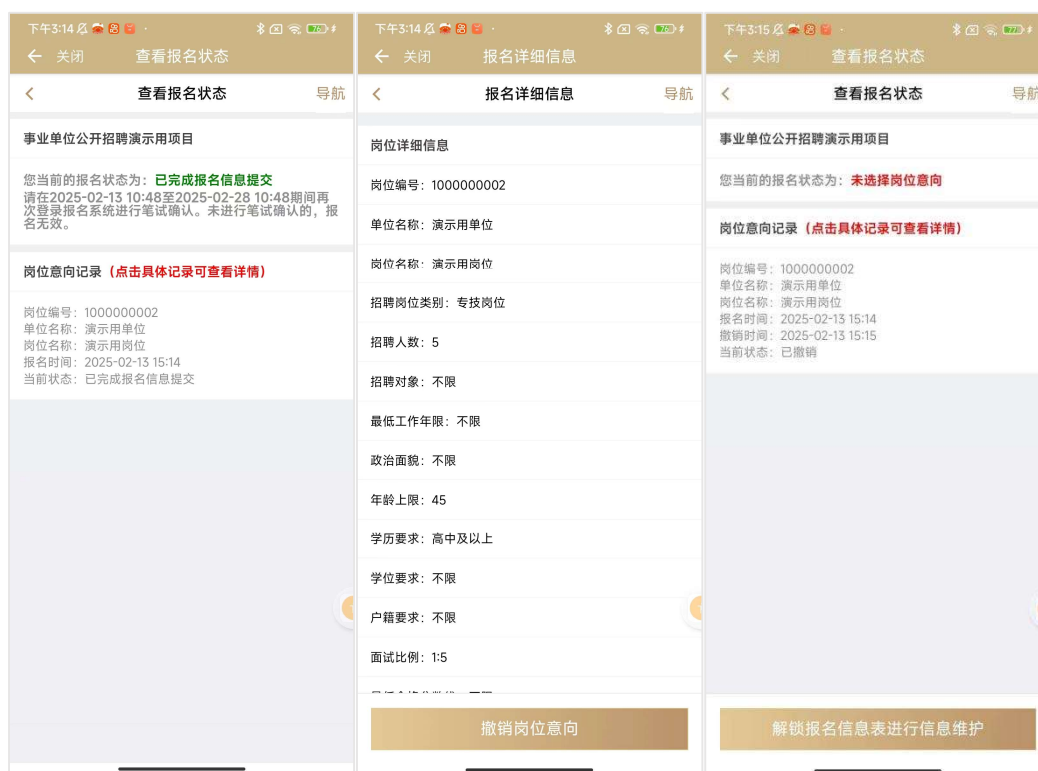 下午3:14
76
关闭
查看报名状态
查看报名状态
导航
事业单位公开招聘演示用项目
您当前的报名状态为：已完成报名信息提交
请在2025-02-13 10:48至2025-02-28 10:48期间再
次登录报名系统进行笔试确认。未进行笔试确认的，报
名无效。
岗位意向记录（点击具体记录可查看详情）
岗位编号：1000000002
单位名称：演示用单位
岗位名称：演示用岗位
报名时间：2025-02-13 15:14
当前状态：已完成报名信息提交
下午3:14
76
关闭
报名详细信息
报名详细信息
导航
岗位详细信息
岗位编号：1000000002
单位名称：演示用单位
岗位名称：演示用岗位
招聘岗位类别：专技岗位
招聘人数：5
招聘对象：不限
最低工作年限：不限
政治面貌：不限
年龄上限：45
学历要求：高中及以上
学位要求：不限
户籍要求：不限
面试比例：1:5
撤销岗位意向
下午3:15
77
关闭
查看报名状态
查看报名状态
导航
事业单位公开招聘演示用项目
您当前的报名状态为：未选择岗位意向
岗位意向记录（点击具体记录可查看详情）
岗位编号：1000000002
单位名称：演示用单位
岗位名称：演示用岗位
报名时间：2025-02-13 15:14
撤销时间：2025-02-13 15:15
当前状态：已撤销
解锁报名信息表进行信息维护